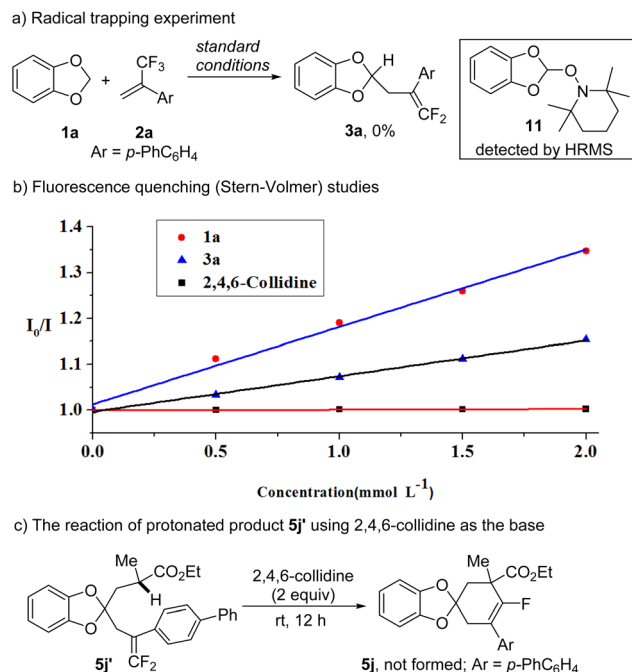 a) Radical trapping experiment
O
O
1a
+
CF3
Ar
2a
Ar = p-PhC6H4
standard
conditions
O
O
H
Ar
CF2
3a, 0%
O
O
O
N
11
detected by HRMS
b) Fluorescence quenching (Stern-Volmer) studies
1a
3a
2,4,6-Collidine
I0/I
1.4
1.3
1.2
1.1
1.0
0.0 0.5 1.0 1.5 2.0
Concentration(mmol L-1)
c) The reaction of protonated product 5j' using 2,4,6-collidine as the base
Me
CO2Et
H
O
O
Ph
CF2
5j'
2,4,6-collidine
(2 equiv)
rt, 12 h
Me
CO2Et
O
O
F
Ar
5j, not formed; Ar = p-PhC6H4